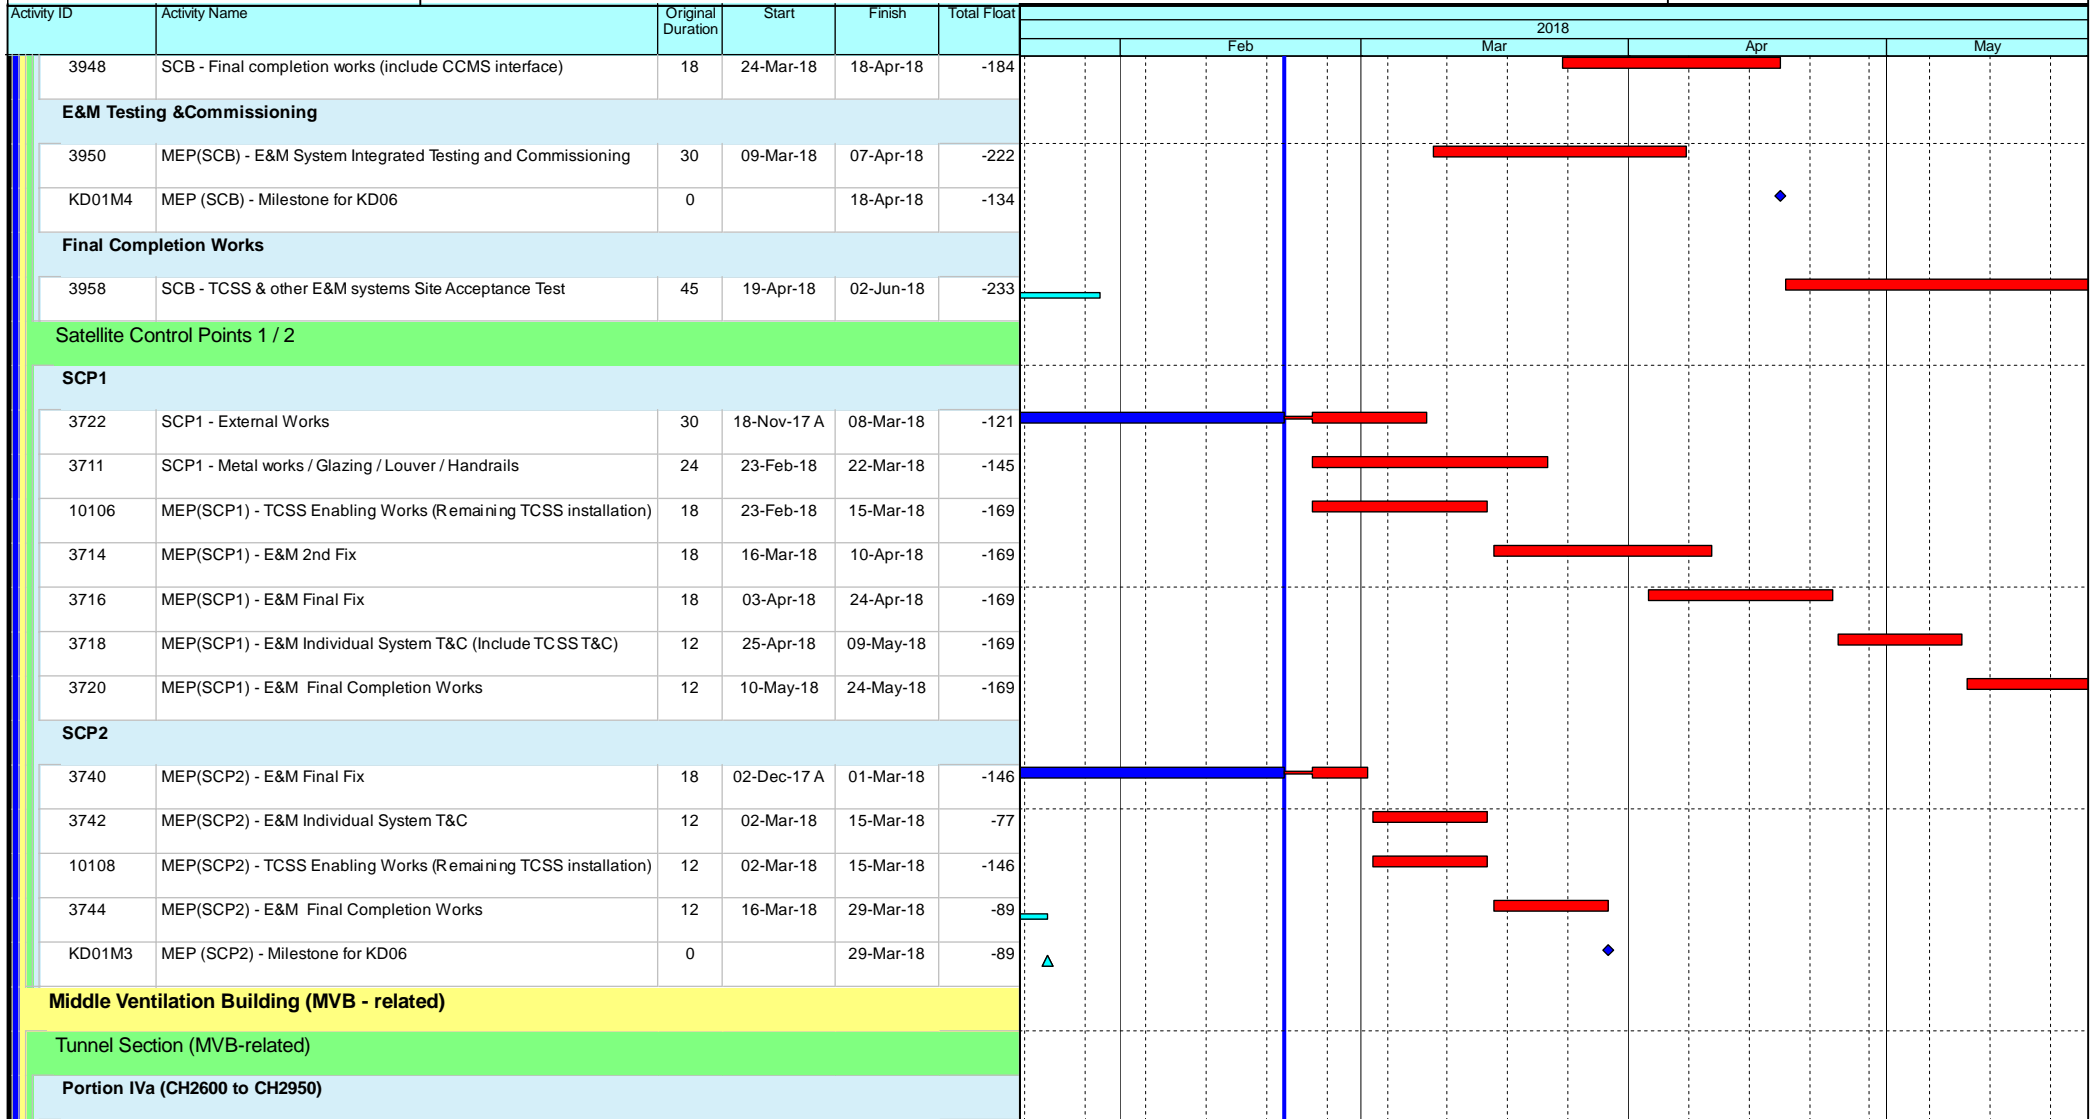 Activity ID Activity Name Original Duration Start Finish Total Float
2018
Feb Mar Apr May
3948 SCB - Final completion works (include CCMS interface) 18 24-Mar-18 18-Apr-18 -184
E&M Testing &Commissioning
3950 MEP(SCB) - E&M System Integrated Testing and Commissioning 30 09-Mar-18 07-Apr-18 -222
KD01M4 MEP (SCB) - Milestone for KD06 0 18-Apr-18 -134
Final Completion Works
3958 SCB - TCSS & other E&M systems Site Acceptance Test 45 19-Apr-18 02-Jun-18 -233
Satellite Control Points 1 / 2
SCP1
3722 SCP1 - External Works 30 18-Nov-17 A 08-Mar-18 -121
3711 SCP1 - Metal works / Glazing / Louver / Handrails 24 23-Feb-18 22-Mar-18 -145
10106 MEP(SCP1) - TCSS Enabling Works (Remaining TCSS installation) 18 23-Feb-18 15-Mar-18 -169
3714 MEP(SCP1) - E&M 2nd Fix 18 16-Mar-18 10-Apr-18 -169
3716 MEP(SCP1) - E&M Final Fix 18 03-Apr-18 24-Apr-18 -169
3718 MEP(SCP1) - E&M Individual System T&C (Include TCSS T&C) 12 25-Apr-18 09-May-18 -169
3720 MEP(SCP1) - E&M Final Completion Works 12 10-May-18 24-May-18 -169
SCP2
3740 MEP(SCP2) - E&M Final Fix 18 02-Dec-17 A 01-Mar-18 -146
3742 MEP(SCP2) - E&M Individual System T&C 12 02-Mar-18 15-Mar-18 -77
10108 MEP(SCP2) - TCSS Enabling Works (Remaining TCSS installation) 12 02-Mar-18 15-Mar-18 -146
3744 MEP(SCP2) - E&M Final Completion Works 12 16-Mar-18 29-Mar-18 -89
KD01M3 MEP (SCP2) - Milestone for KD06 0 29-Mar-18 -89
Middle Ventilation Building (MVB - related)
Tunnel Section (MVB-related)
Portion IVa (CH2600 to CH2950)